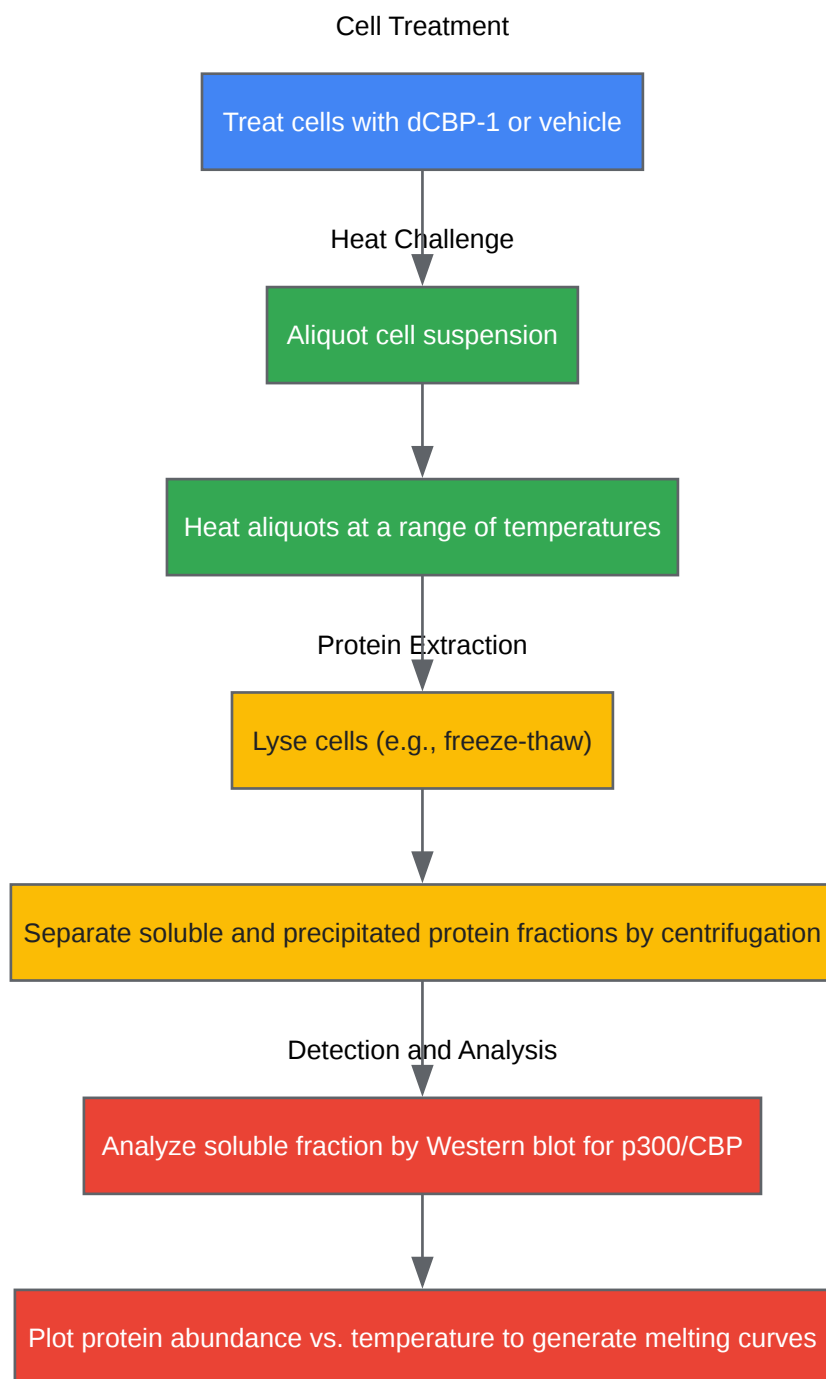 Cell Treatment
Treat cells with dCBP-1 or vehicle
Heat Challenge
Aliquot cell suspension
Heat aliquots at a range of temperatures
Protein Extraction
Lyse cells (e.g., freeze-thaw)
Separate soluble and precipitated protein fractions by centrifugation
Detection and Analysis
Analyze soluble fraction by Western blot for p300/CBP
Plot protein abundance vs. temperature to generate melting curves